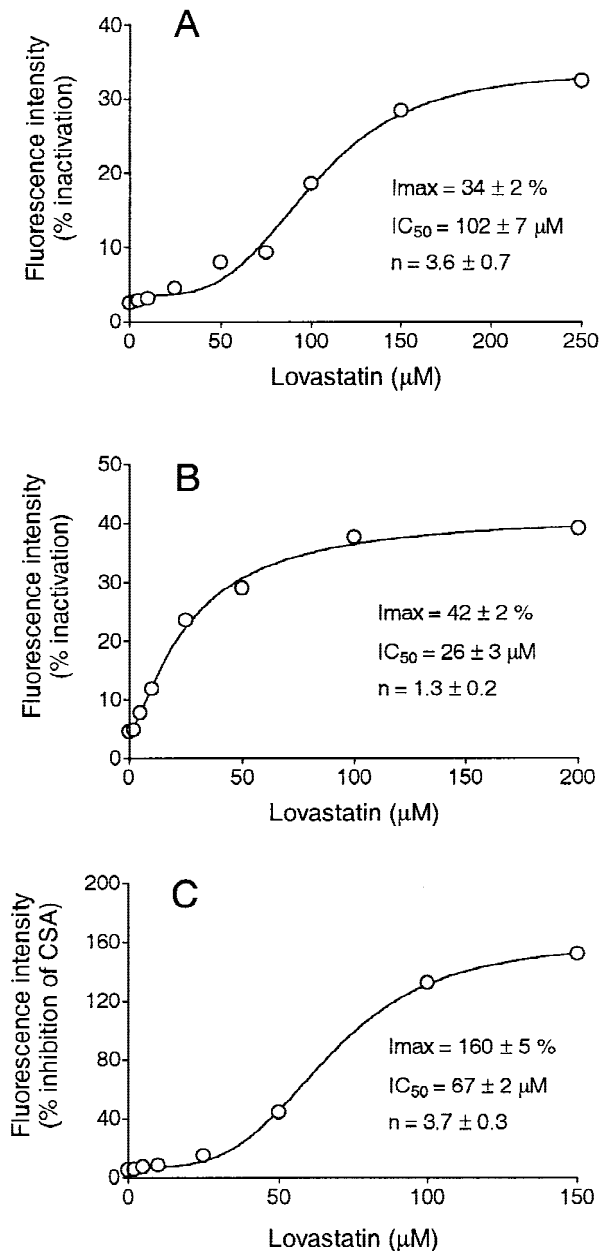 A
Fluorescence intensity
(% inactivation)
40
30
20
10
0
Imax = 34 ± 2 %
IC50 = 102 ± 7 μM
n = 3.6 ± 0.7
0 50 100 150 200 250
Lovastatin (μM)
B
Fluorescence intensity
(% inactivation)
50
40
30
20
10
0
Imax = 42 ± 2 %
IC50 = 26 ± 3 μM
n = 1.3 ± 0.2
0 50 100 150 200
Lovastatin (μM)
C
Fluorescence intensity
(% inhibition of CSA)
200
160
120
80
40
0
Imax = 160 ± 5 %
IC50 = 67 ± 2 μM
n = 3.7 ± 0.3
0 50 100 150
Lovastatin (μM)